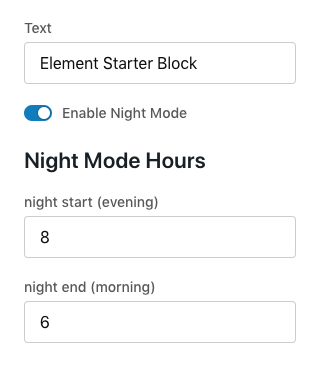 Text
Element Starter Block
Enable Night Mode
Night Mode Hours
night start (evening)
8
night end (morning)
6